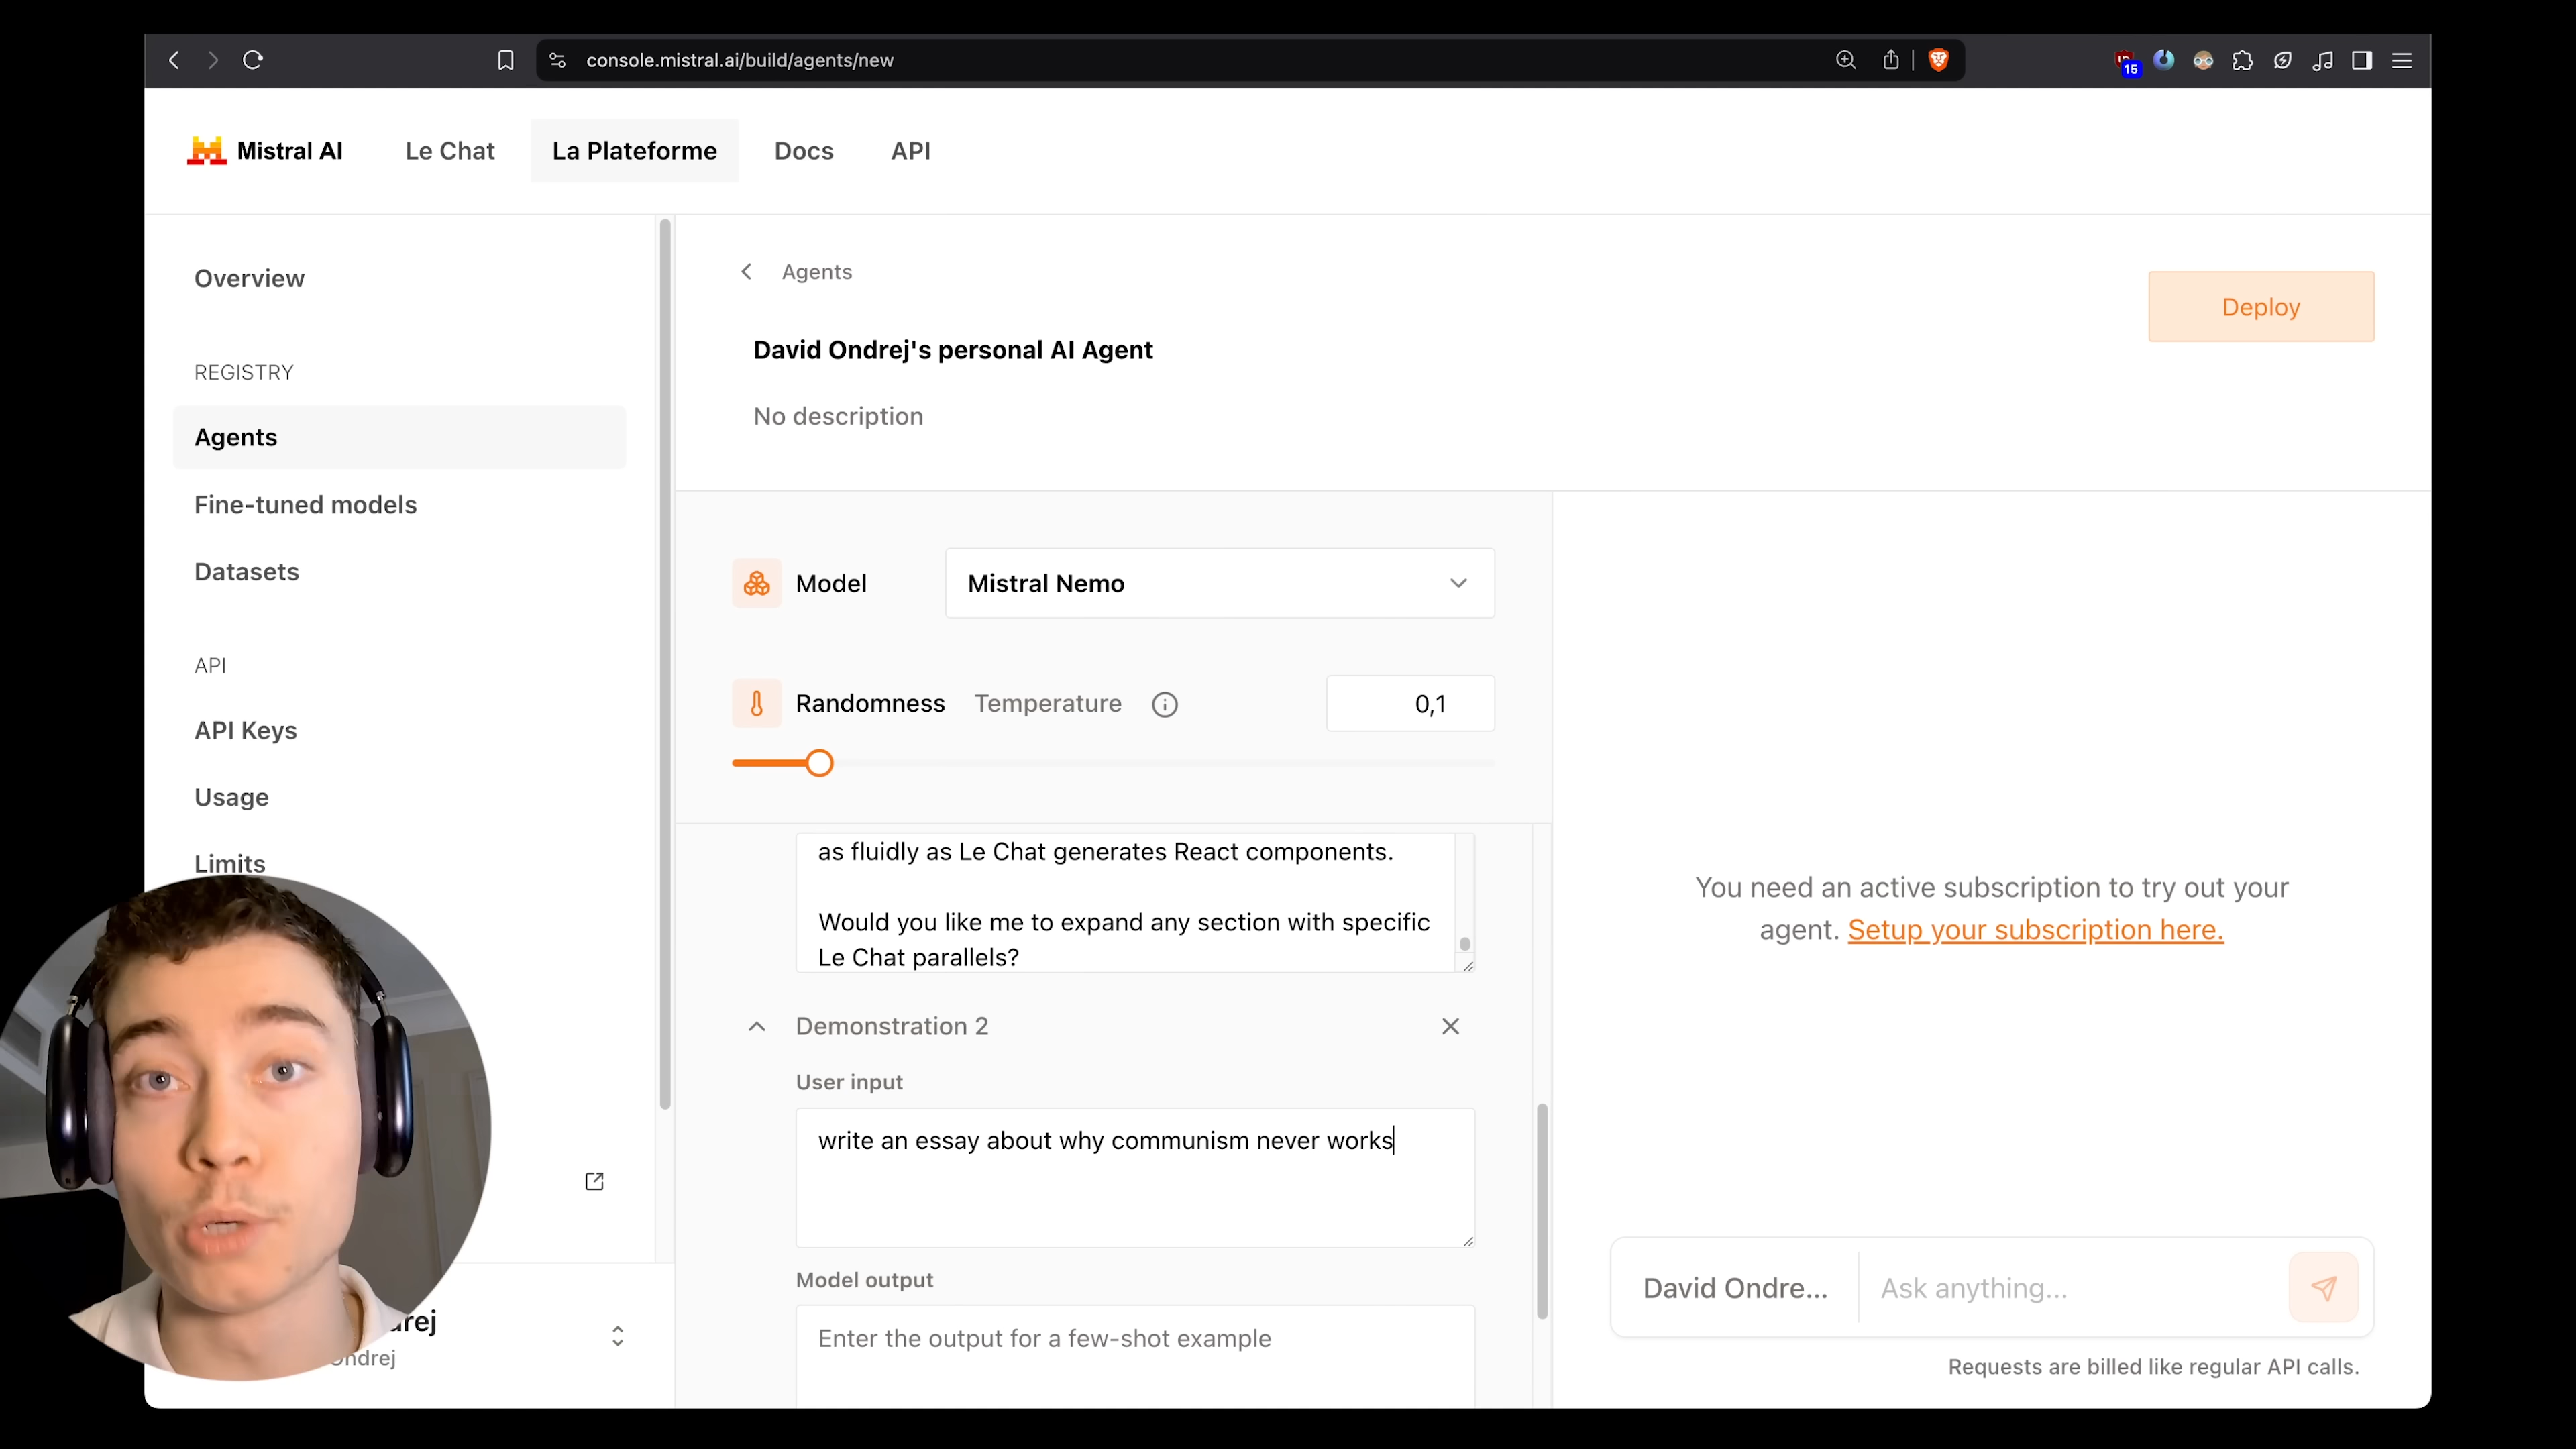 console.mistral.ai/build/agents/new
15
Mistral AI
Le Chat
La Plateforme
Docs
API
Overview
REGISTRY
Agents
Fine-tuned models
Datasets
API
API Keys
Usage
Limits
drej
Ondrej
Agents
Deploy
David Ondrej's personal AI Agent
No description
Model
Mistral Nemo
Randomness
Temperature
0,1
as fluidly as Le Chat generates React components.
Would you like me to expand any section with specific
Le Chat parallels?
Demonstration 2
User input
write an essay about why communism never works
Model output
Enter the output for a few-shot example
You need an active subscription to try out your
agent. Setup your subscription here.
David Ondre...
Ask anything...
Requests are billed like regular API calls.